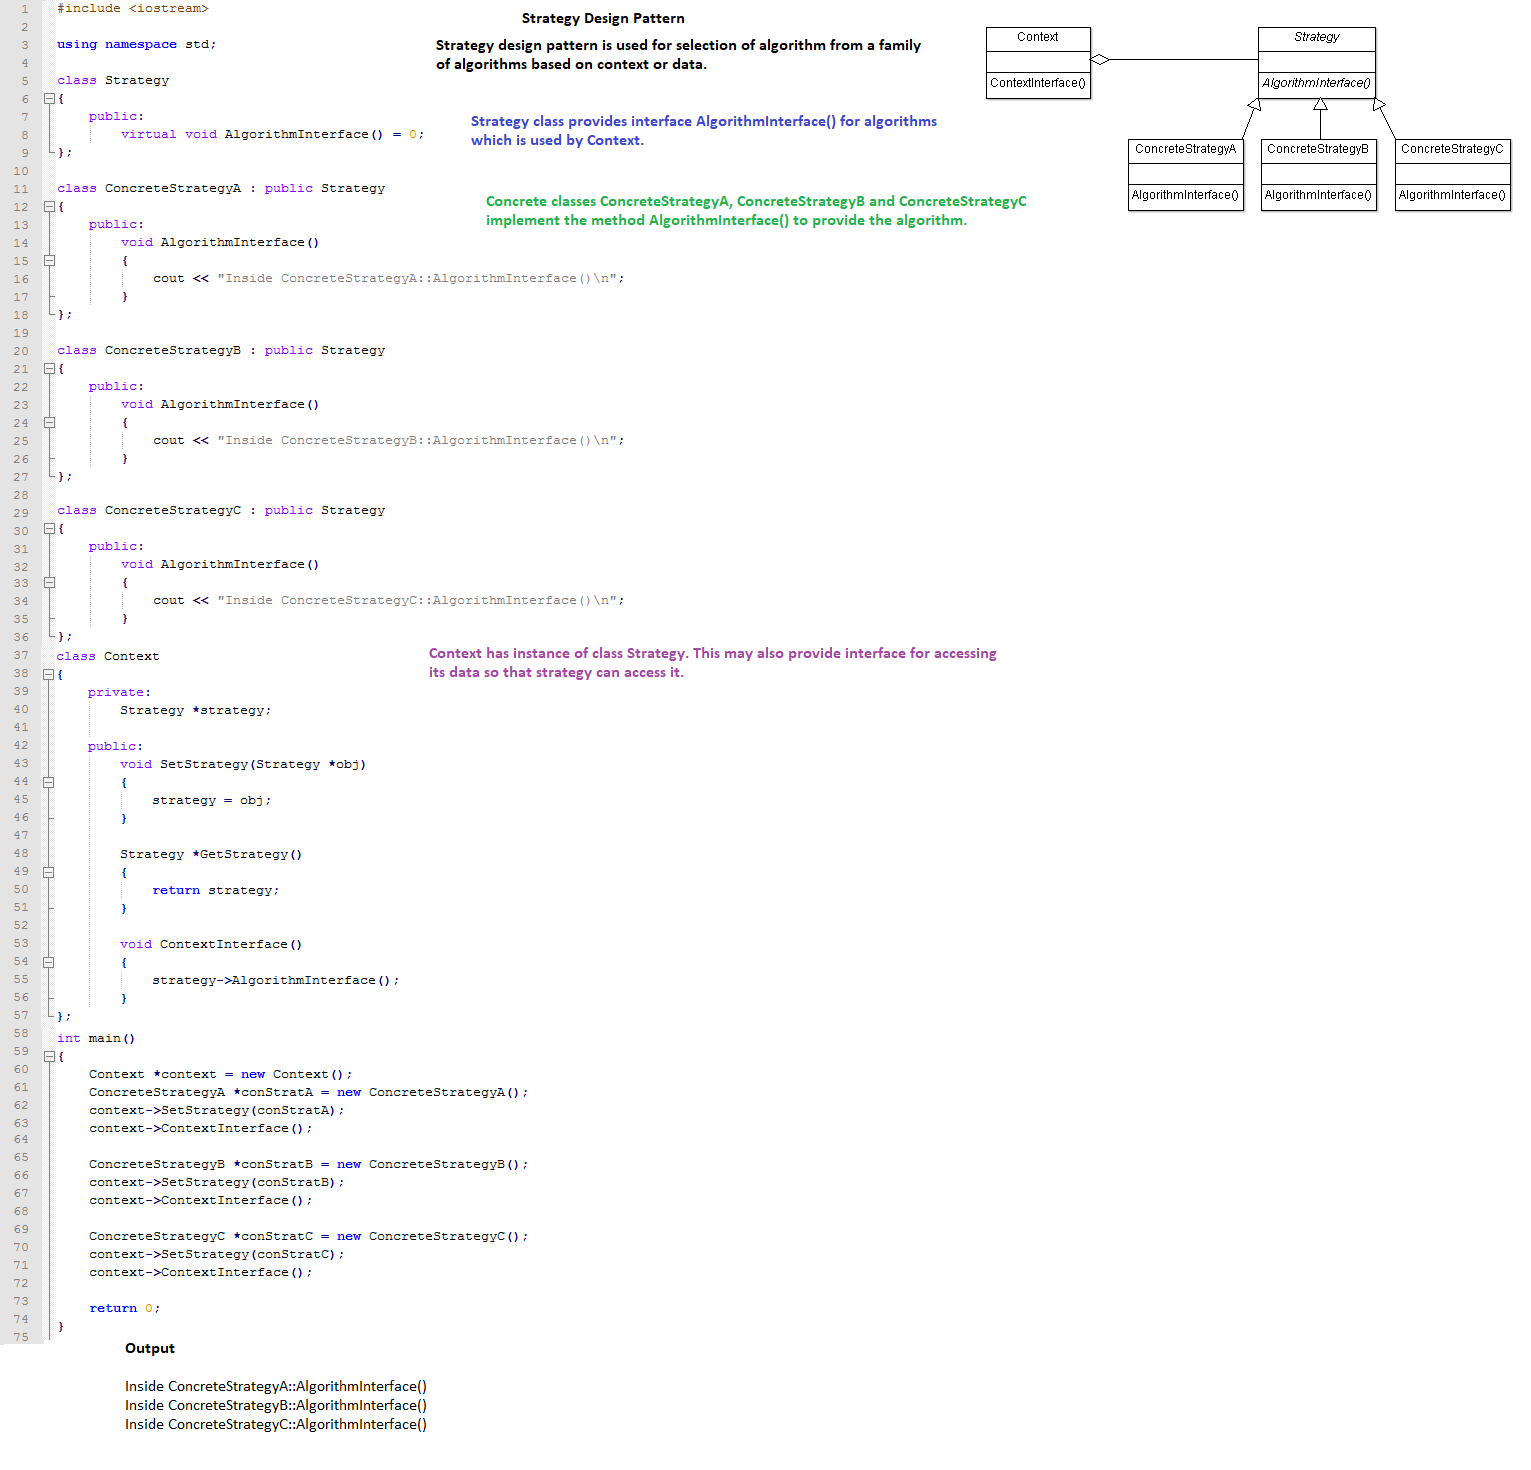 Strategy Design Pattern
Strategy design pattern is used for selection of algorithm from a family
of algorithms based on context or data.
Context
ContextInterface()
Strategy
AlgorithmInterface()
ConcreteStrategyA
AlgorithmInterface()
ConcreteStrategyB
AlgorithmInterface()
ConcreteStrategyC
AlgorithmInterface()
Strategy class provides interface AlgorithmInterface() for algorithms
which is used by Context.
Concrete classes ConcreteStrategyA, ConcreteStrategyB and ConcreteStrategyC
implement the method AlgorithmInterface() to provide the algorithm.
Context has instance of class Strategy. This may also provide interface for accessing
its data so that strategy can access it.
1 #include <iostream>
2
3 using namespace std;
4
5 class Strategy
6 {
7     public:
8         virtual void AlgorithmInterface() = 0;
9 };
10
11 class ConcreteStrategyA : public Strategy
12 {
13     public:
14         void AlgorithmInterface()
15         {
16             cout << "Inside ConcreteStrategyA::AlgorithmInterface()\n";
17         }
18 };
19
20 class ConcreteStrategyB : public Strategy
21 {
22     public:
23         void AlgorithmInterface()
24         {
25             cout << "Inside ConcreteStrategyB::AlgorithmInterface()\n";
26         }
27 };
28
29 class ConcreteStrategyC : public Strategy
30 {
31     public:
32         void AlgorithmInterface()
33         {
34             cout << "Inside ConcreteStrategyC::AlgorithmInterface()\n";
35         }
36 };
37 class Context
38 {
39     private:
40         Strategy *strategy;
41
42     public:
43         void SetStrategy(Strategy *obj)
44         {
45             strategy = obj;
46         }
47
48         Strategy *GetStrategy()
49         {
50             return strategy;
51         }
52
53         void ContextInterface()
54         {
55             strategy->AlgorithmInterface();
56         }
57 };
58 int main()
59 {
60     Context *context = new Context();
61     ConcreteStrategyA *conStratA = new ConcreteStrategyA();
62     context->SetStrategy(conStratA);
63     context->ContextInterface();
64
65     ConcreteStrategyB *conStratB = new ConcreteStrategyB();
66     context->SetStrategy(conStratB);
67     context->ContextInterface();
68
69     ConcreteStrategyC *conStratC = new ConcreteStrategyC();
70     context->SetStrategy(conStratC);
71     context->ContextInterface();
72
73     return 0;
74 }
75
Output
Inside ConcreteStrategyA::AlgorithmInterface()
Inside ConcreteStrategyB::AlgorithmInterface()
Inside ConcreteStrategyC::AlgorithmInterface()